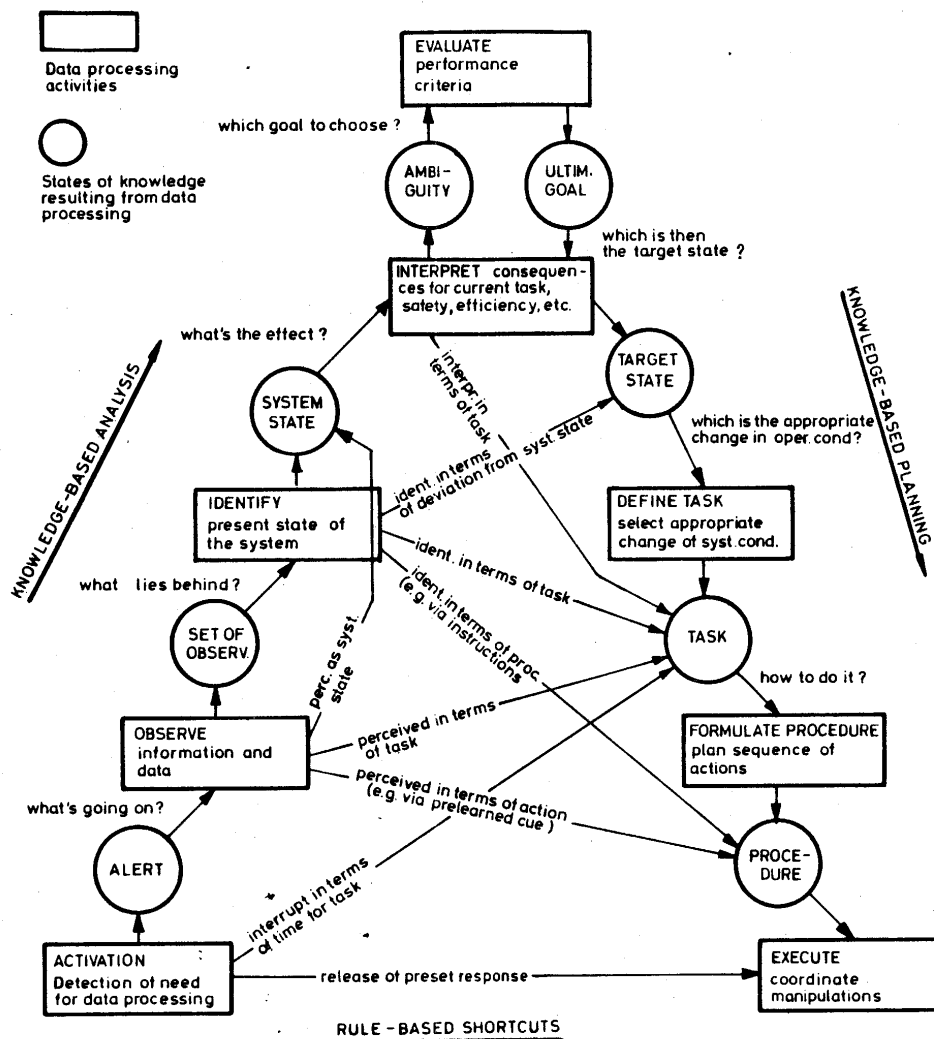 Data processing
activities
States of knowledge
resulting from data
processing
EVALUATE
performance
criteria
which goal to choose ?
AMBI-
GUITY
ULTIM.
GOAL
which is then
the target state ?
INTERPRET consequen-
ces for current task,
safety, efficiency, etc.
what's the effect ?
KNOWLEDGE-BASED ANALYSIS
KNOWLEDGE-BASED PLANNING
SYSTEM
STATE
interpr. in
terms of task
TARGET
STATE
which is the appropriate
change in oper. cond ?
ident. in terms
of deviation from syst. state
IDENTIFY
present state of
the system
DEFINE TASK
select appropriate
change of syst. cond.
ident. in terms of task
ident. in terms of proc.
(e.g. via instructions
what lies behind ?
SET OF
OBSERV.
TASK
perc. as syst.
state
how to do it ?
OBSERVE
information and
data
perceived in terms
of task
FORMULATE PROCEDURE
plan sequence of
actions
perceived in terms of action
(e.g. via prelearned cue )
what's going on?
ALERT
PROCE-
DURE
interrupt in terms
of time for task
ACTIVATION
Detection of need
for data processing
release of preset response
EXECUTE
coordinate
manipulations
RULE - BASED SHORTCUTS